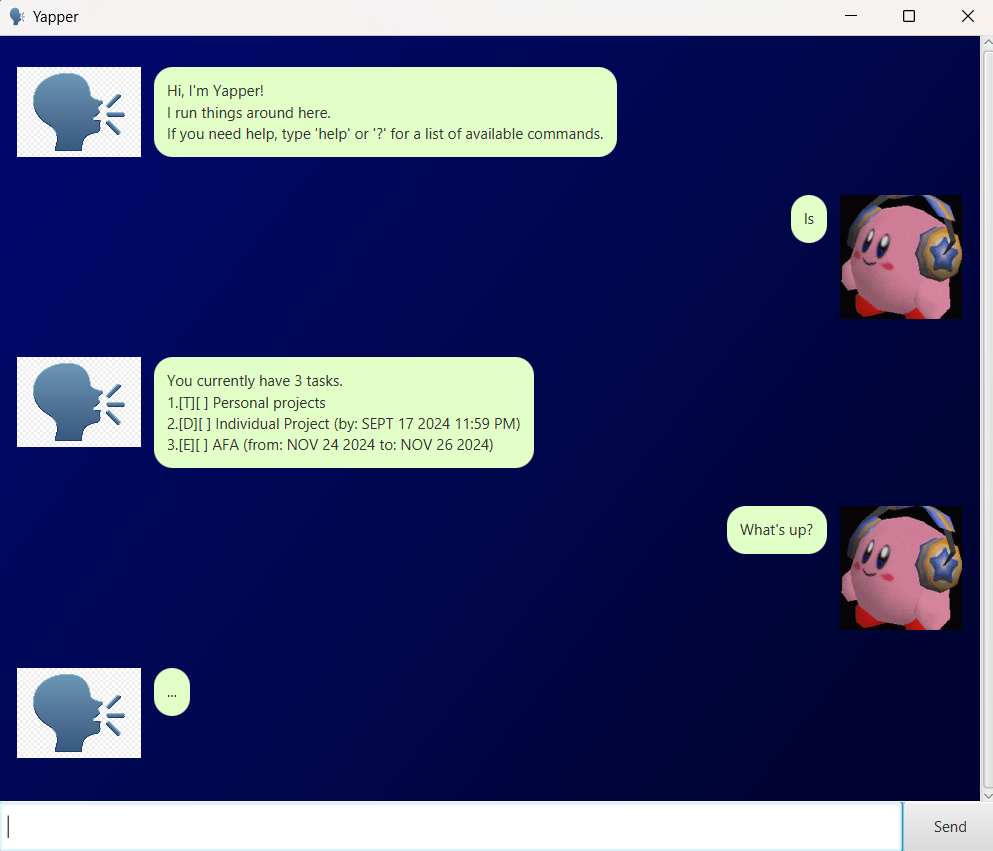 Yapper
Hi, I'm Yapper!
I run things around here.
If you need help, type 'help' or '?' for a list of available commands.
ls
You currently have 3 tasks.
1.[T][ ] Personal projects
2.[D][ ] Individual Project (by: SEPT 17 2024 11:59 PM)
3.[E][ ] AFA (from: NOV 24 2024 to: NOV 26 2024)
What's up?
...
Send